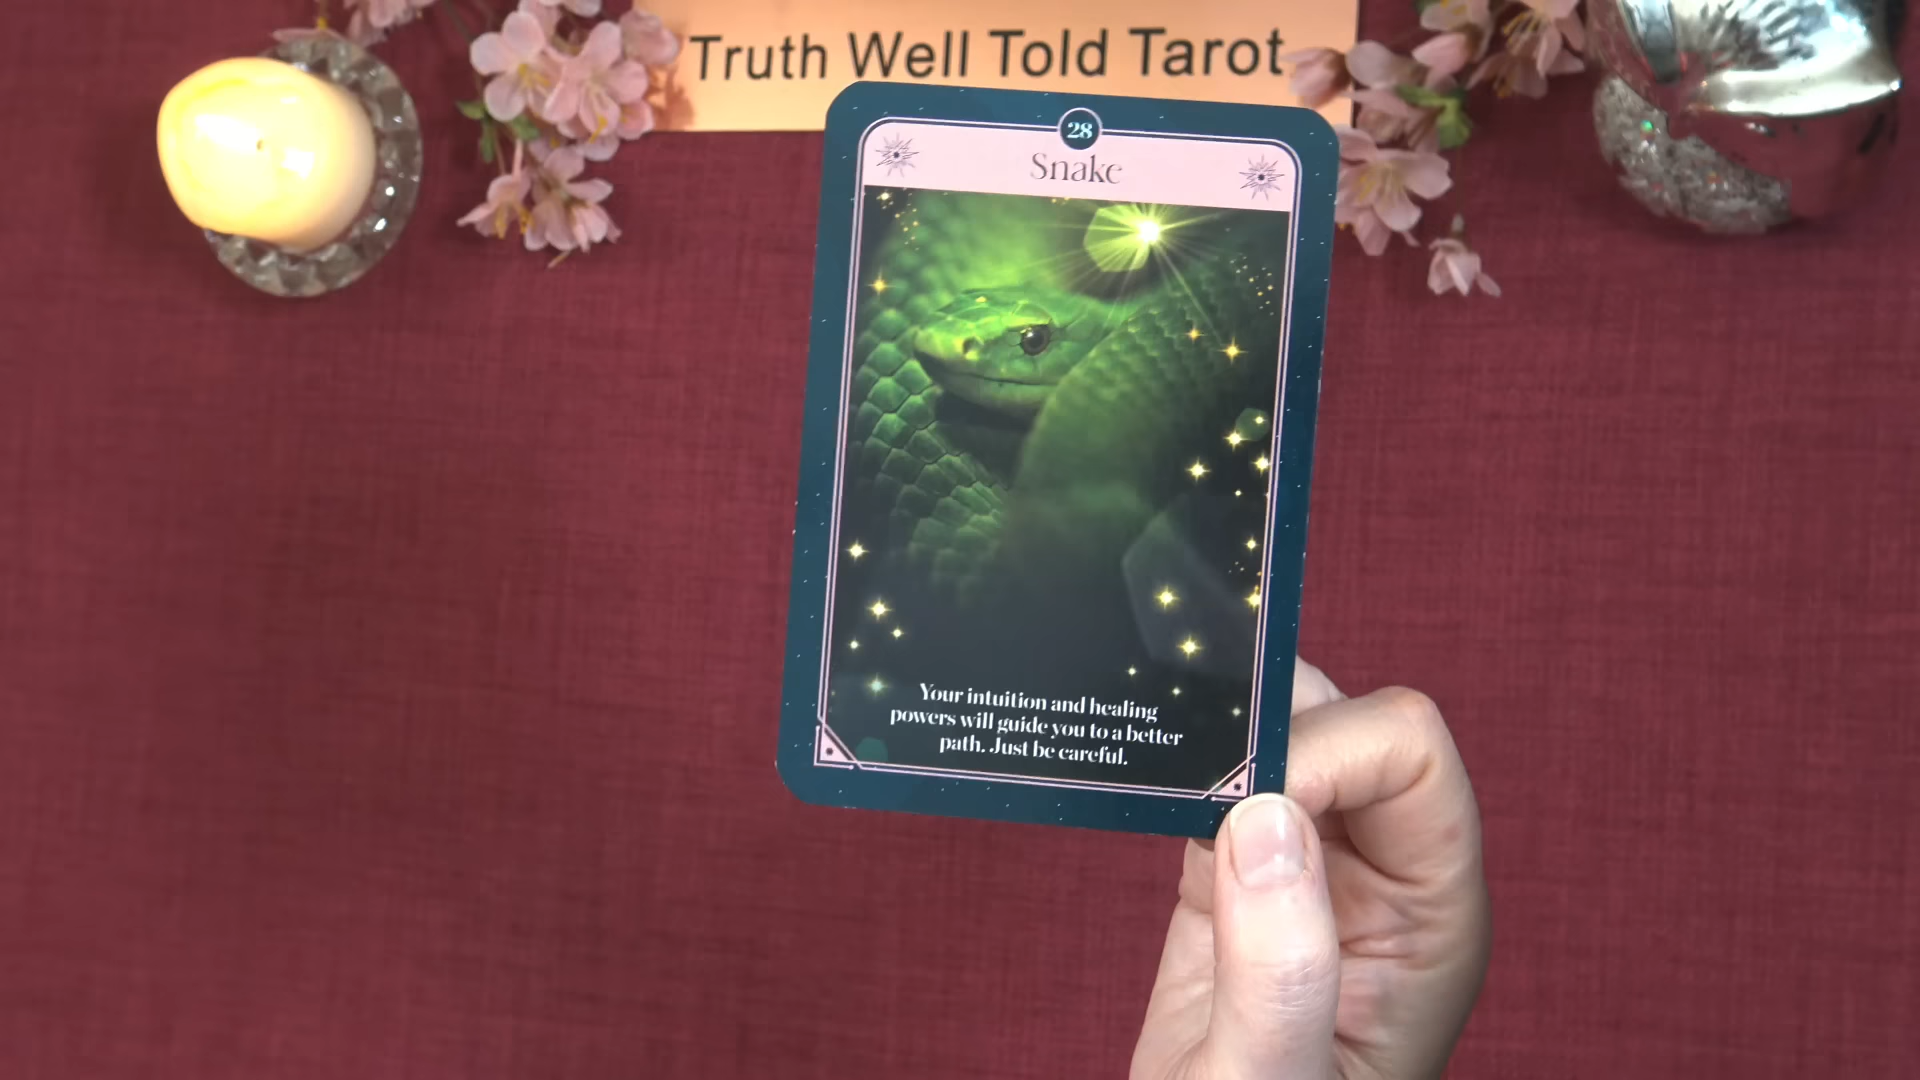 Truth Well Told Tarot
28
Snake
Your intuition and healing
powers will guide you to a better
path. Just be careful.